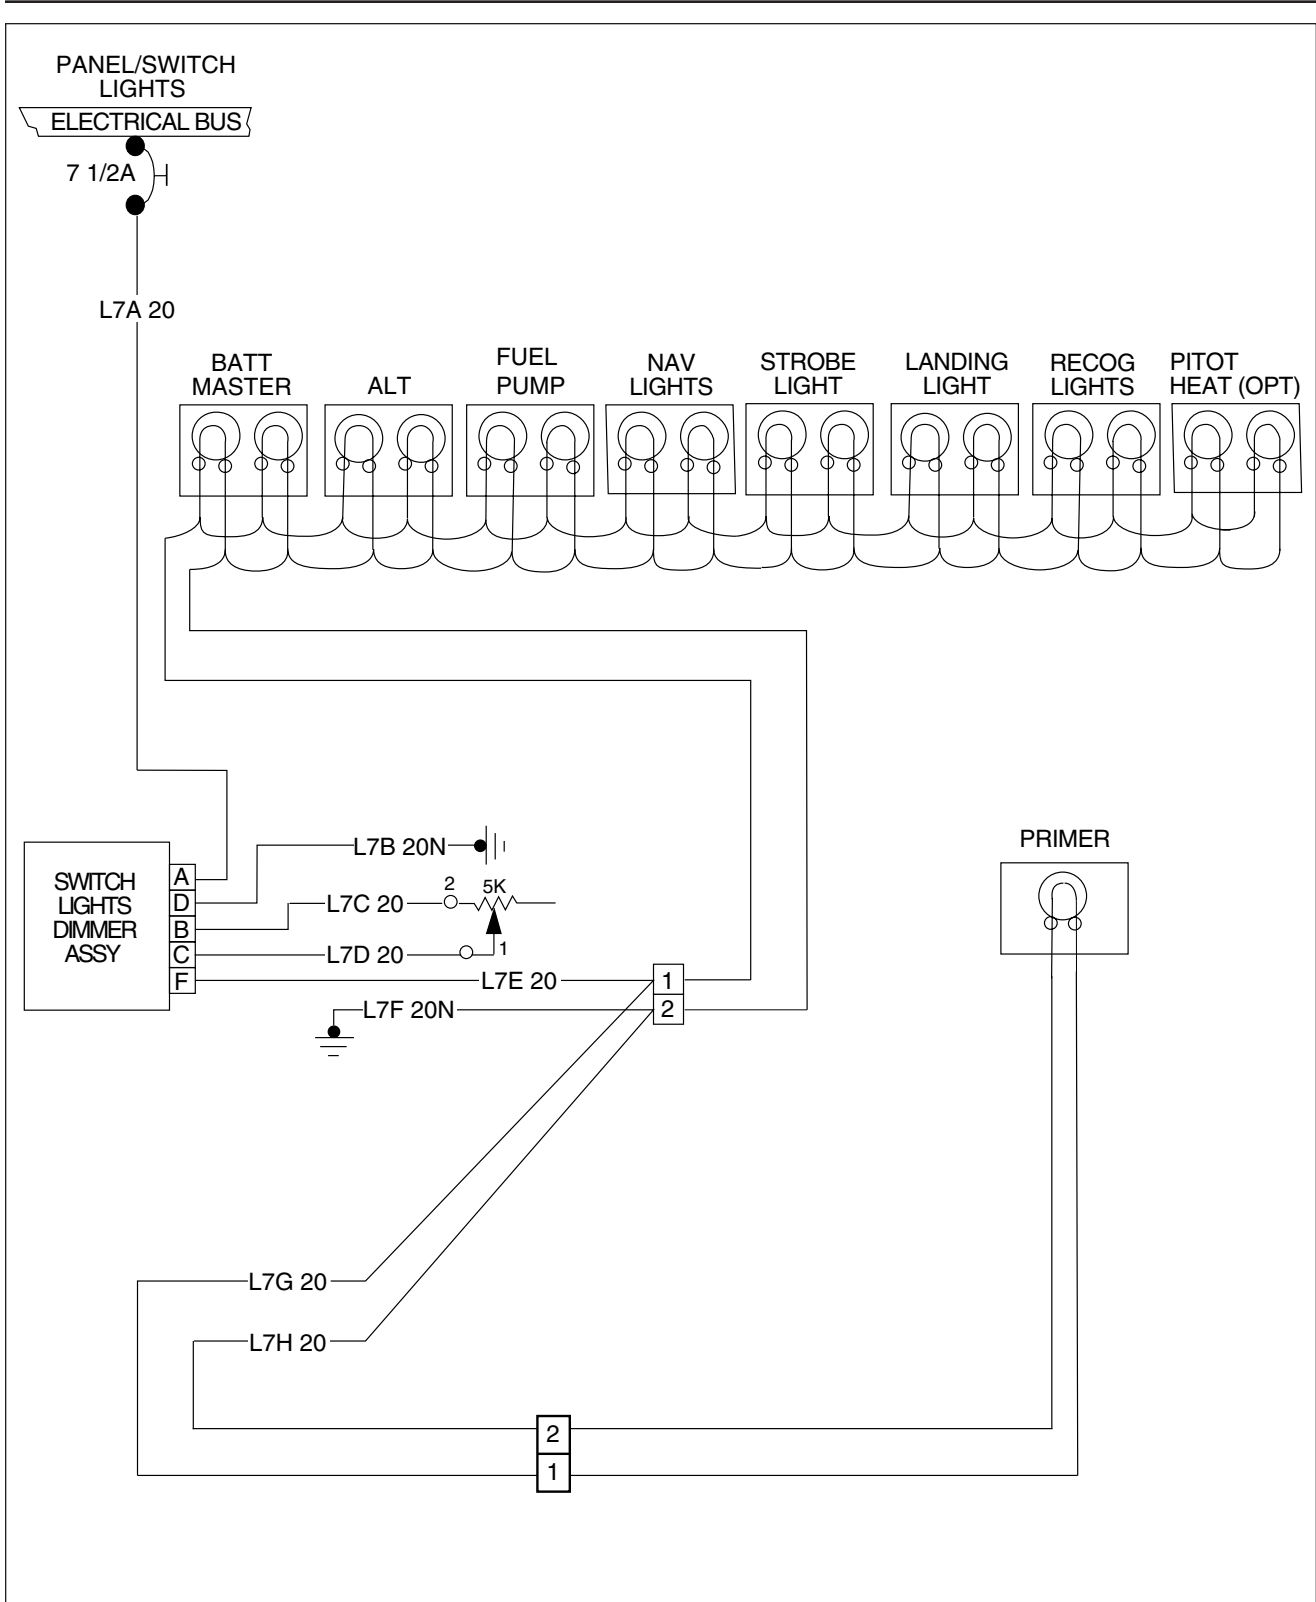 PANEL/SWITCH
LIGHTS
ELECTRICAL BUS
7 1/2A
L7A 20
BATT
MASTER
ALT
FUEL
PUMP
NAV
LIGHTS
STROBE
LIGHT
LANDING
LIGHT
RECOG
LIGHTS
PITOT
HEAT (OPT)
SWITCH
LIGHTS
DIMMER
ASSY
A
D
B
C
F
L7B 20N
L7C 20
2
5K
L7D 20
1
L7E 20
1
L7F 20N
2
PRIMER
L7G 20
L7H 20
2
1